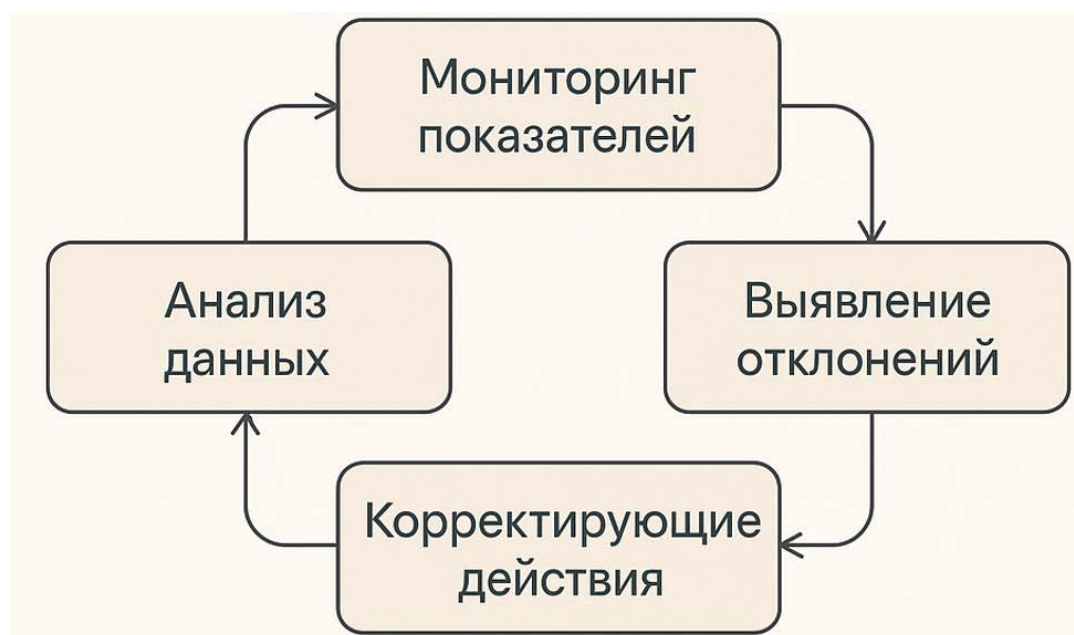 Мониторинг
показателей
Анализ
данных
Выявление
отклонений
Корректирующие
действия